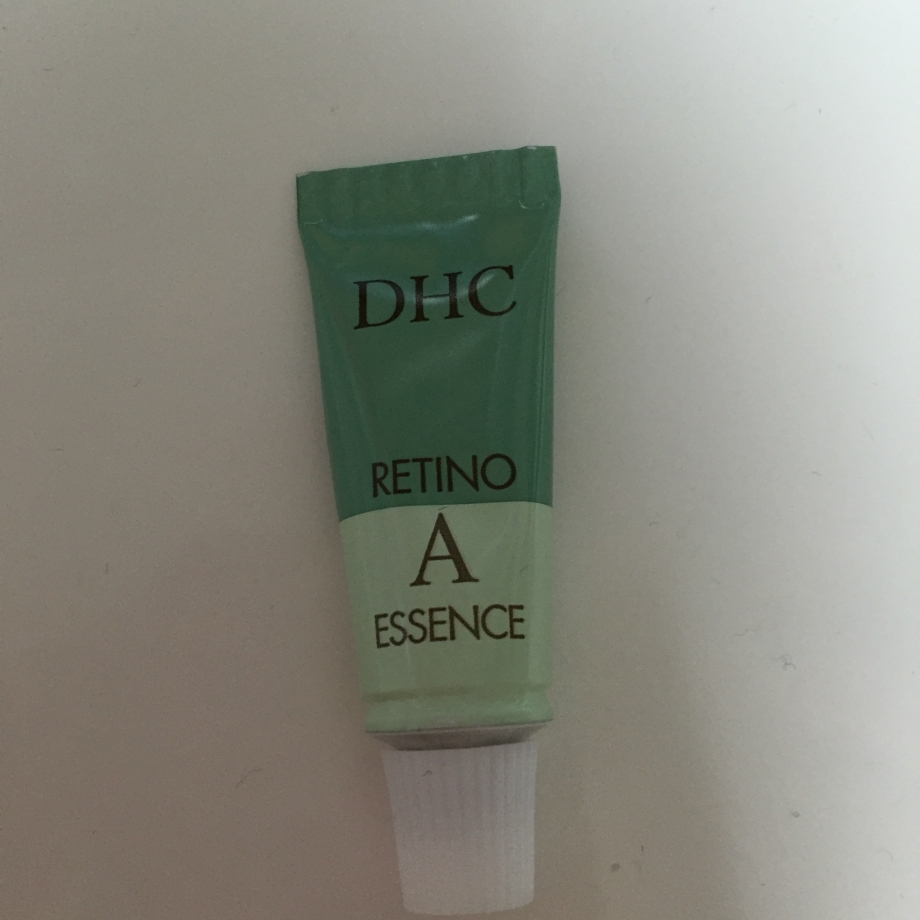 DHC
RETINO
A
ESSENCE